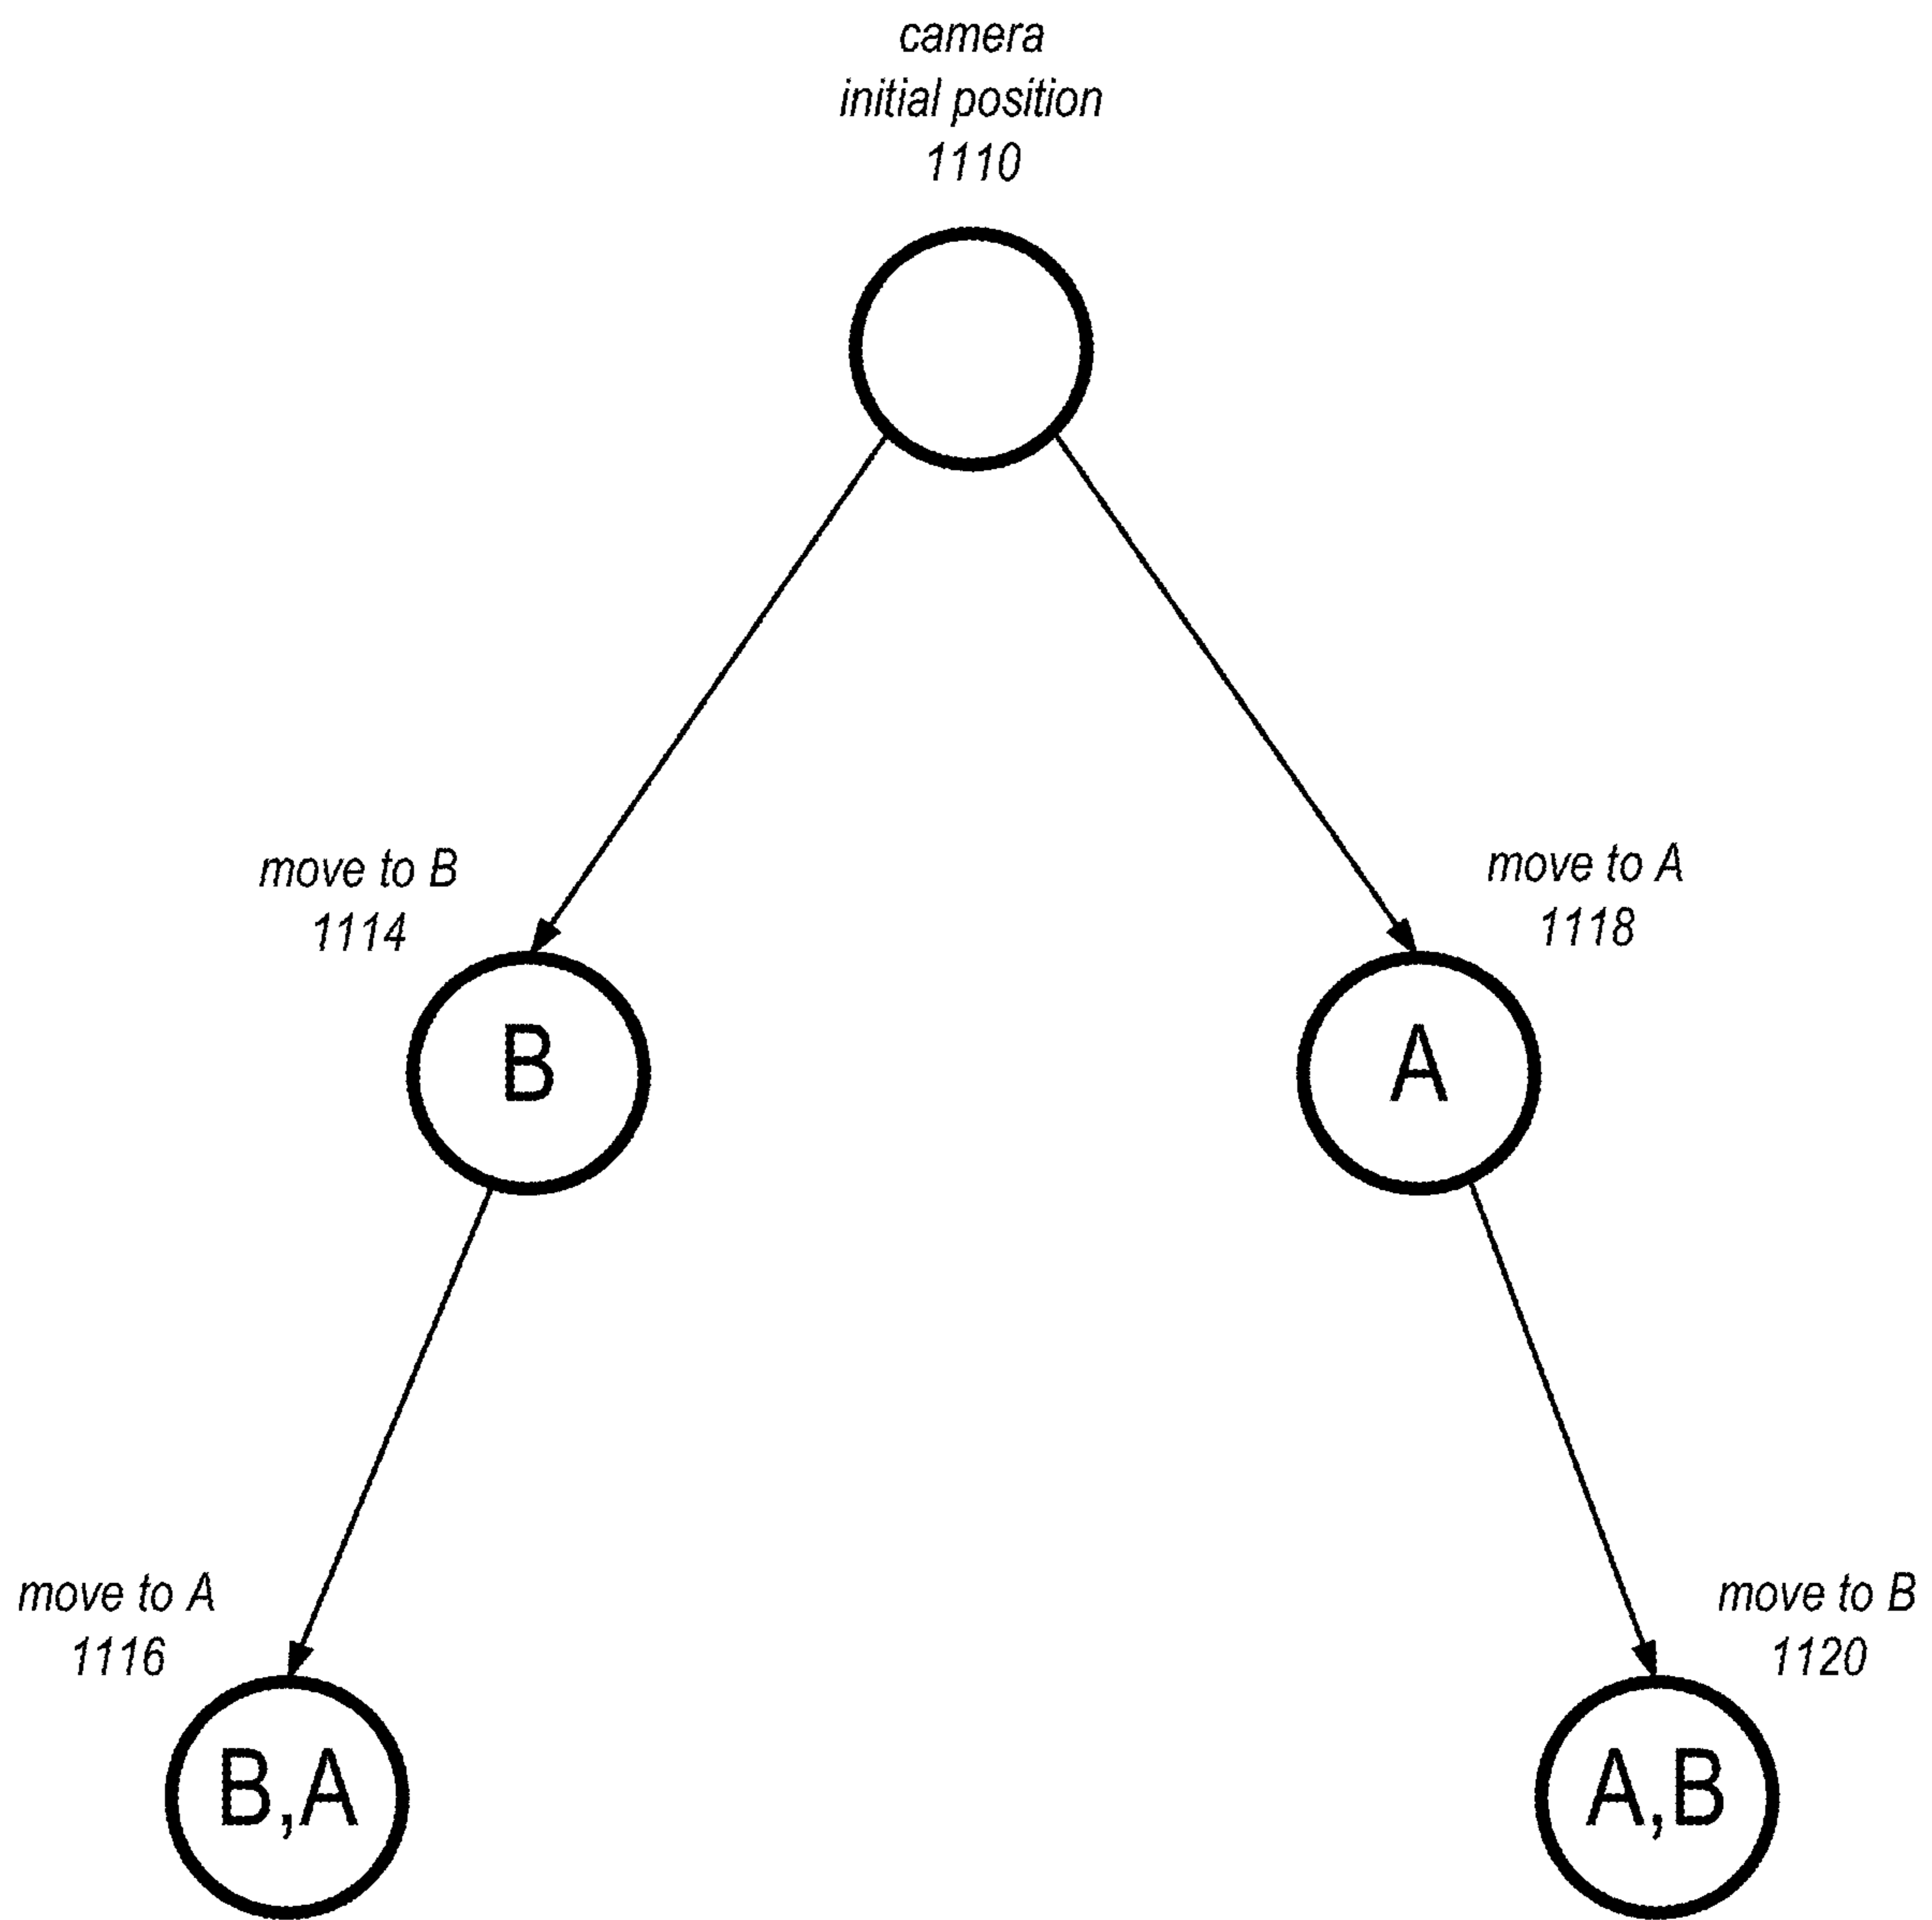 camera
initial position
1110
move to B
1114
move to A
1118
B
A
move to A
1116
move to B
1120
B,A
A,B